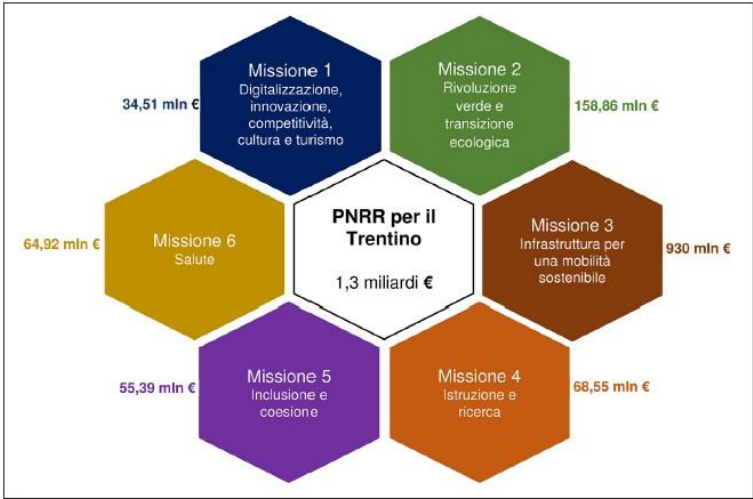 Missione 1
Digitalizzazione,
innovazione,
competitività,
cultura e turismo
34,51 mln €
Missione 2
Rivoluzione
verde e
transizione
ecologica
158,86 mln €
Missione 6
Salute
64,92 mln €
PNRR per il
Trentino
1,3 miliardi €
Missione 3
Infrastruttura per
una mobilità
sostenibile
930 mln €
Missione 5
Inclusione e
coesione
55,39 mln €
Missione 4
Istruzione e
ricerca
68,55 mln €